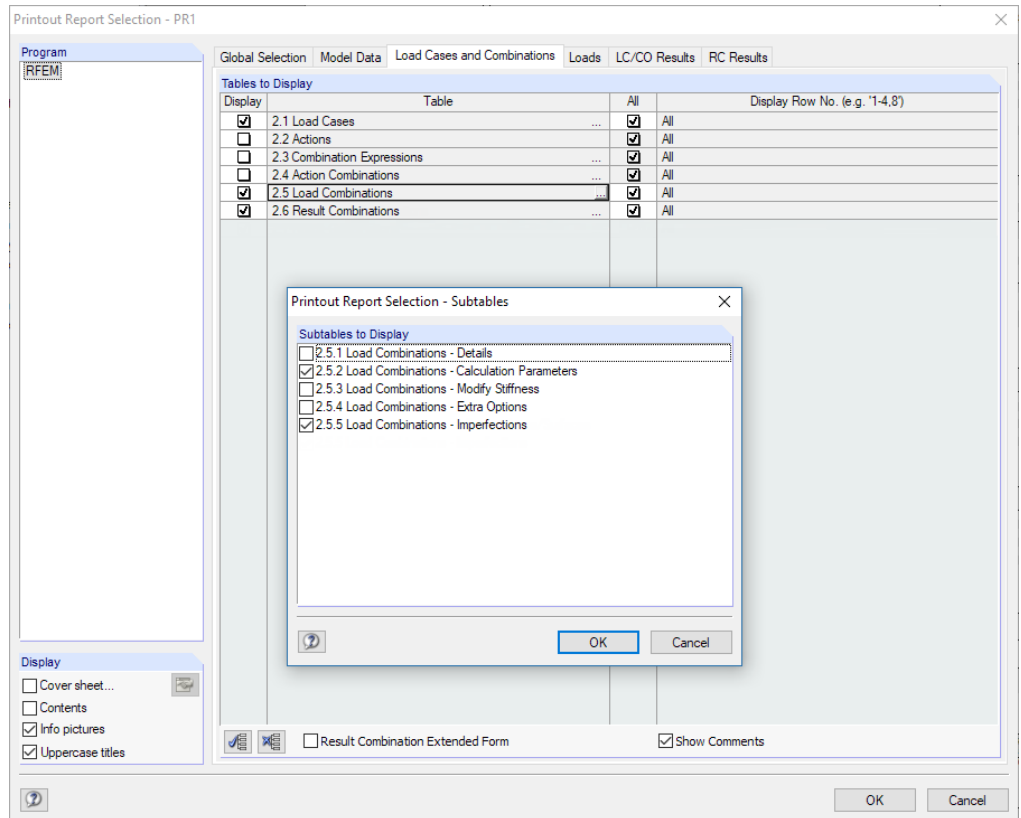 Printout Report Selection - PR1
Program
RFEM
Global Selection Model Data Load Cases and Combinations Loads LC/CO Results RC Results
Tables to Display
Display Table All Display Row No. (e.g. '1-4,8')
2.1 Load Cases ... All
2.2 Actions All
2.3 Combination Expressions ... All
2.4 Action Combinations ... All
2.5 Load Combinations ... All
2.6 Result Combinations ... All
Printout Report Selection - Subtables
Subtables to Display
2.5.1 Load Combinations - Details
2.5.2 Load Combinations - Calculation Parameters
2.5.3 Load Combinations - Modify Stiffness
2.5.4 Load Combinations - Extra Options
2.5.5 Load Combinations - Imperfections
OK Cancel
Display
Cover sheet...
Contents
Info pictures
Uppercase titles
Result Combination Extended Form
Show Comments
OK Cancel